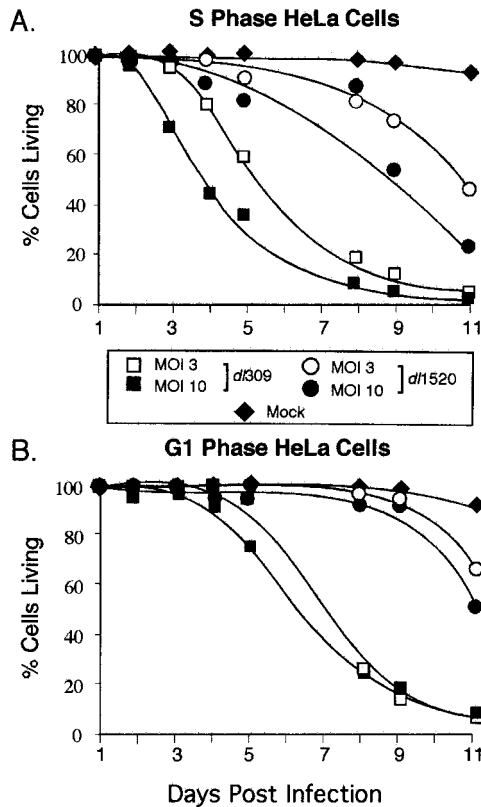 A.
S Phase HeLa Cells
% Cells Living
100
80
60
40
20
0
1 3 5 7 9 11
MOI 3 dl309 MOI 3 dl1520
MOI 10 MOI 10
Mock
B.
G1 Phase HeLa Cells
% Cells Living
100
80
60
40
20
0
1 3 5 7 9 11
Days Post Infection